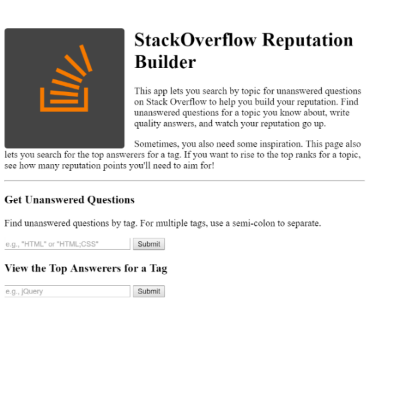 StackOverflow Reputation
Builder
This app lets you search by topic for unanswered questions
on Stack Overflow to help you build your reputation. Find
unanswered questions for a topic you know about, write
quality answers, and watch your reputation go up.
Sometimes, you also need some inspiration. This page also
lets you search for the top answerers for a tag. If you want to rise to the top ranks for a topic,
see how many reputation points you'll need to aim for!
Get Unanswered Questions
Find unanswered questions by tag. For multiple tags, use a semi-colon to separate.
e.g., "HTML" or "HTML;CSS" Submit
View the Top Answerers for a Tag
e.g., jQuery Submit